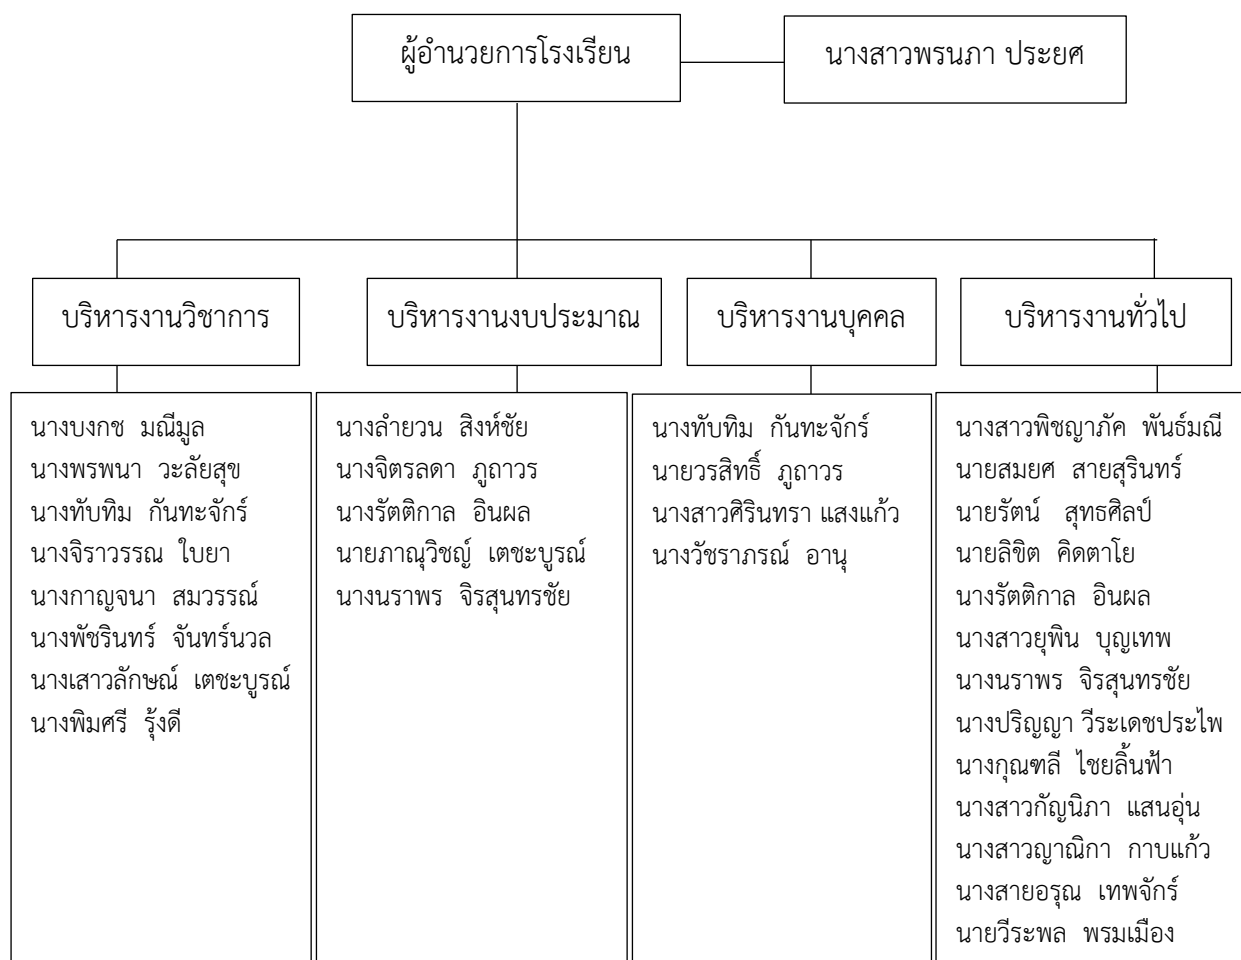 ผู้อำนวยการโรงเรียน
นางสาวพรนภา ประยศ
บริหารงานวิชาการ
บริหารงานงบประมาณ
บริหารงานบุคคล
บริหารงานทั่วไป
นางบงกช มณีมูล
นางพรพนา วะลัยสุข
นางทับทิม กันทะจักร์
นางจิราวรรณ ใบยา
นางกาญจนา สมวรรณ์
นางพัชรินทร์ จันทร์นวล
นางเสาวลักษณ์ เตชะบูรณ์
นางพิมศรี รุ้งดี
นางลำยวน สิงห์ชัย
นางจิตรลดา ภูถาวร
นางรัตติกาล อินผล
นายภาณุวิชญ์ เตชะบูรณ์
นางนราพร จิรสุนทรชัย
นางทับทิม กันทะจักร์
นายวรสิทธิ์ ภูถาวร
นางสาวศิรินทรา แสงแก้ว
นางวัชราภรณ์ อานุ
นางสาวพิชญาภัค พันธ์มณี
นายสมยศ สายสุรินทร์
นายรัตน์ สุทธศิลป์
นายลิขิต คิดตาโย
นางรัตติกาล อินผล
นางสาวยุพิน บุญเทพ
นางนราพร จิรสุนทรชัย
นางปริญญา วีระเดชประไพ
นางกุณฑลี ไชยลิ้นฟ้า
นางสาวกัญนิภา แสนอุ่น
นางสาวญาณิกา กาบแก้ว
นางสายอรุณ เทพจักร์
นายวีระพล พรมเมือง